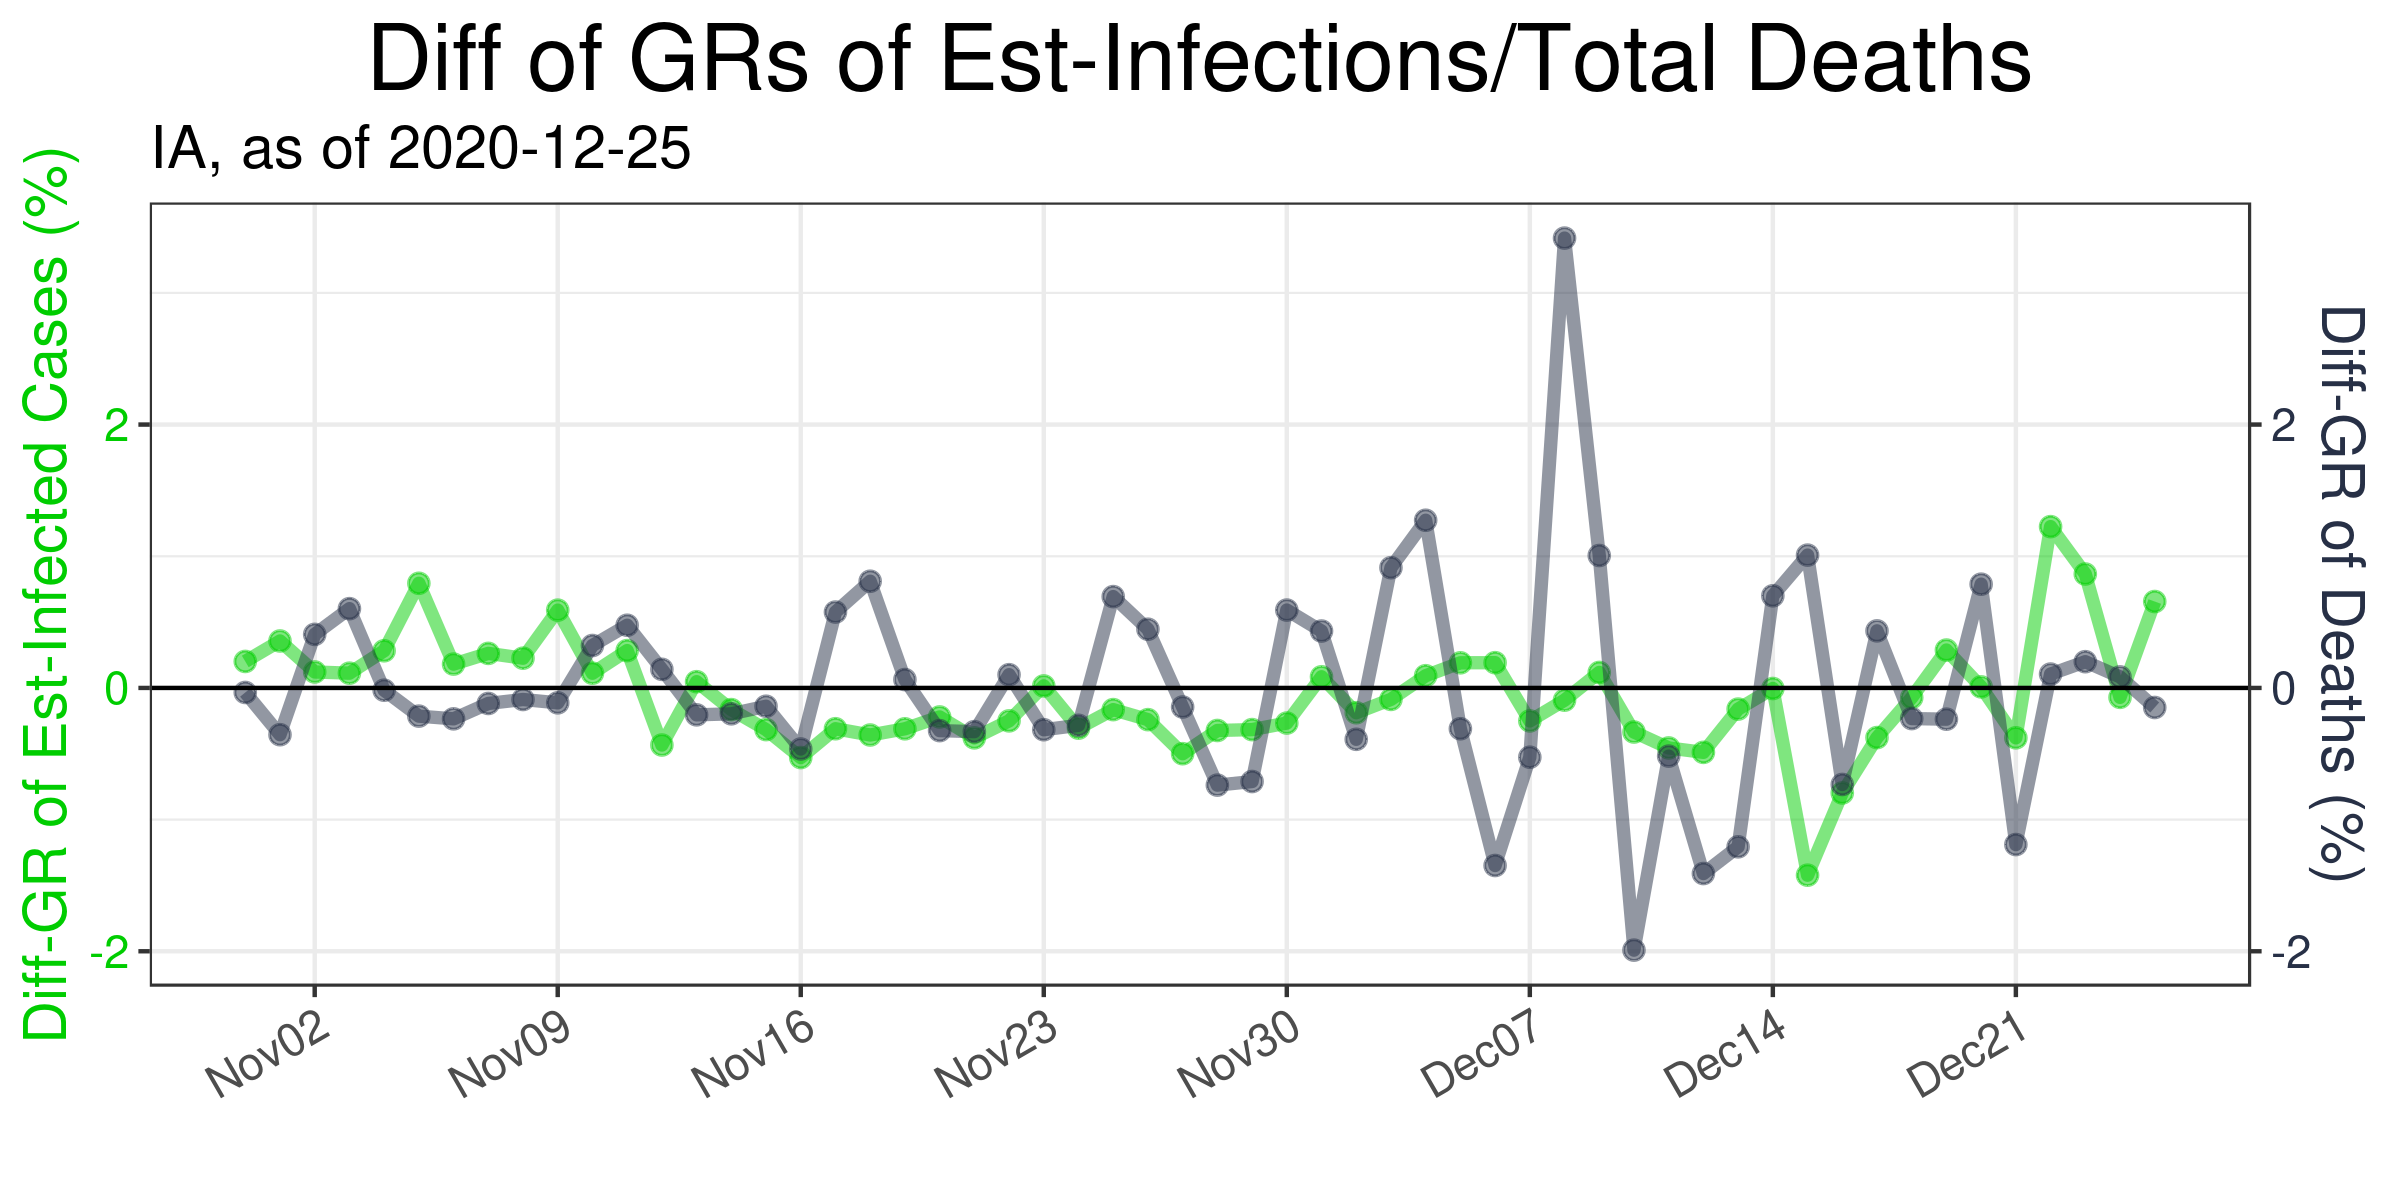 Diff of GRs of Est-Infections/Total Deaths
IA, as of 2020-12-25
Diff-GR of Est-Infected Cases (%)
2
0
-2
2
0
-2
Diff-GR of Deaths (%)
Nov02
Nov09
Nov16
Nov23
Nov30
Dec07
Dec14
Dec21